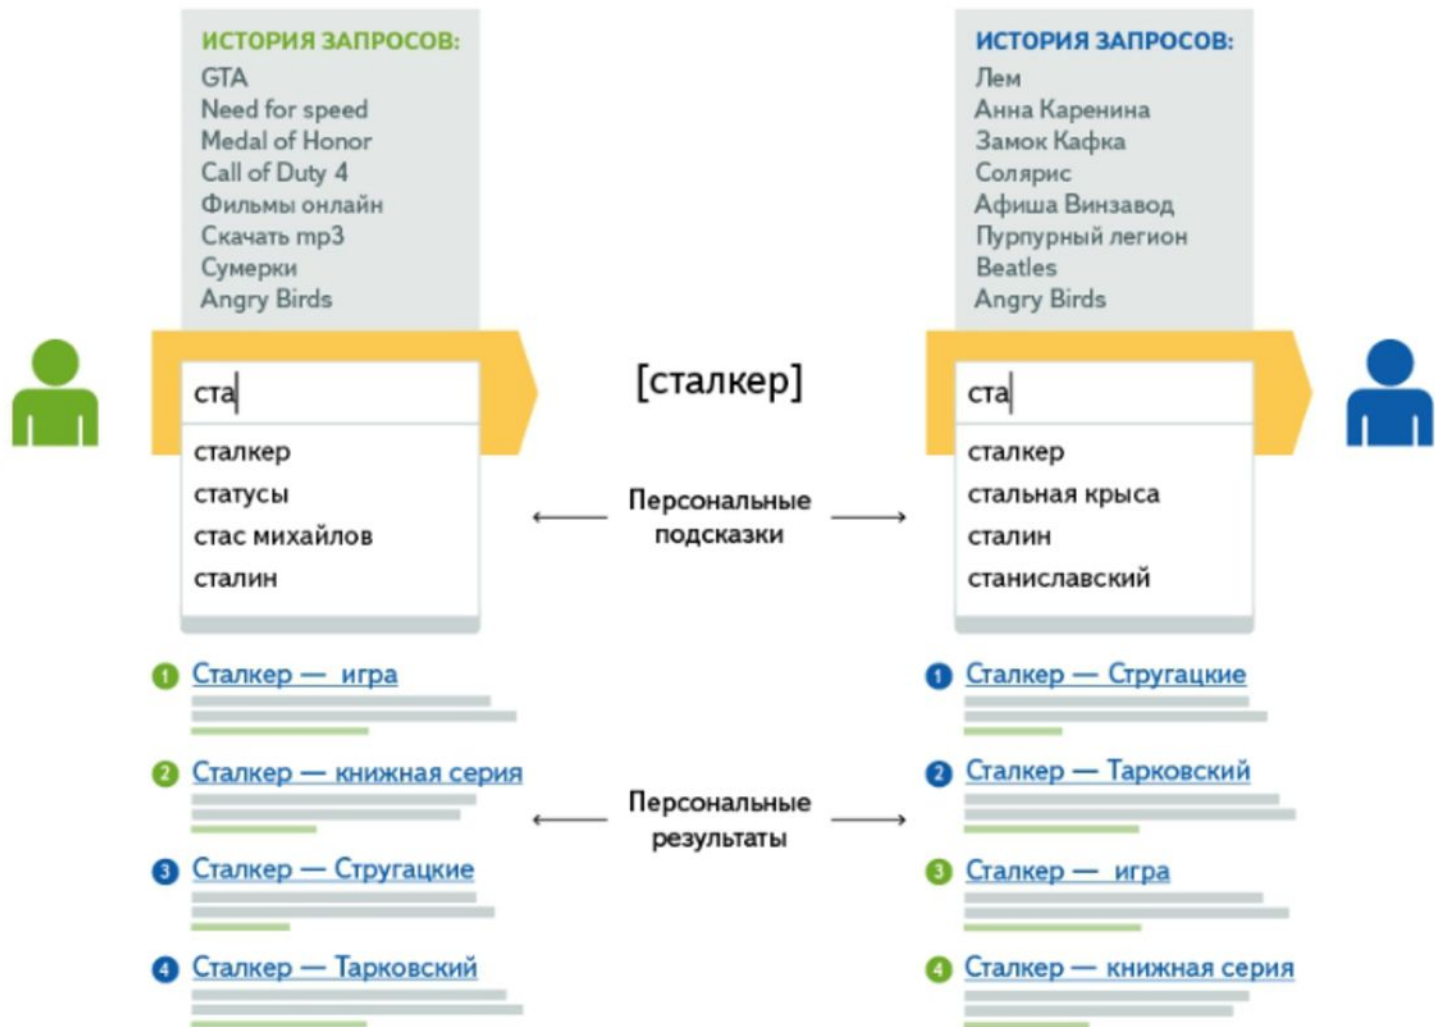 ИСТОРИЯ ЗАПРОСОВ:
GTA
Need for speed
Medal of Honor
Call of Duty 4
Фильмы онлайн
Скачать mp3
Сумерки
Angry Birds
ста
сталкер
статусы
стас михайлов
сталин
1 Сталкер — игра
2 Сталкер — книжная серия
3 Сталкер — Стругацкие
4 Сталкер — Тарковский
[сталкер]
Персональные
подсказки
Персональные
результаты
ИСТОРИЯ ЗАПРОСОВ:
Лем
Анна Каренина
Замок Кафка
Солярис
Афиша Винзавод
Пурпурный легион
Beatles
Angry Birds
ста
сталкер
стальная крыса
сталин
станиславский
1 Сталкер — Стругацкие
2 Сталкер — Тарковский
3 Сталкер — игра
4 Сталкер — книжная серия